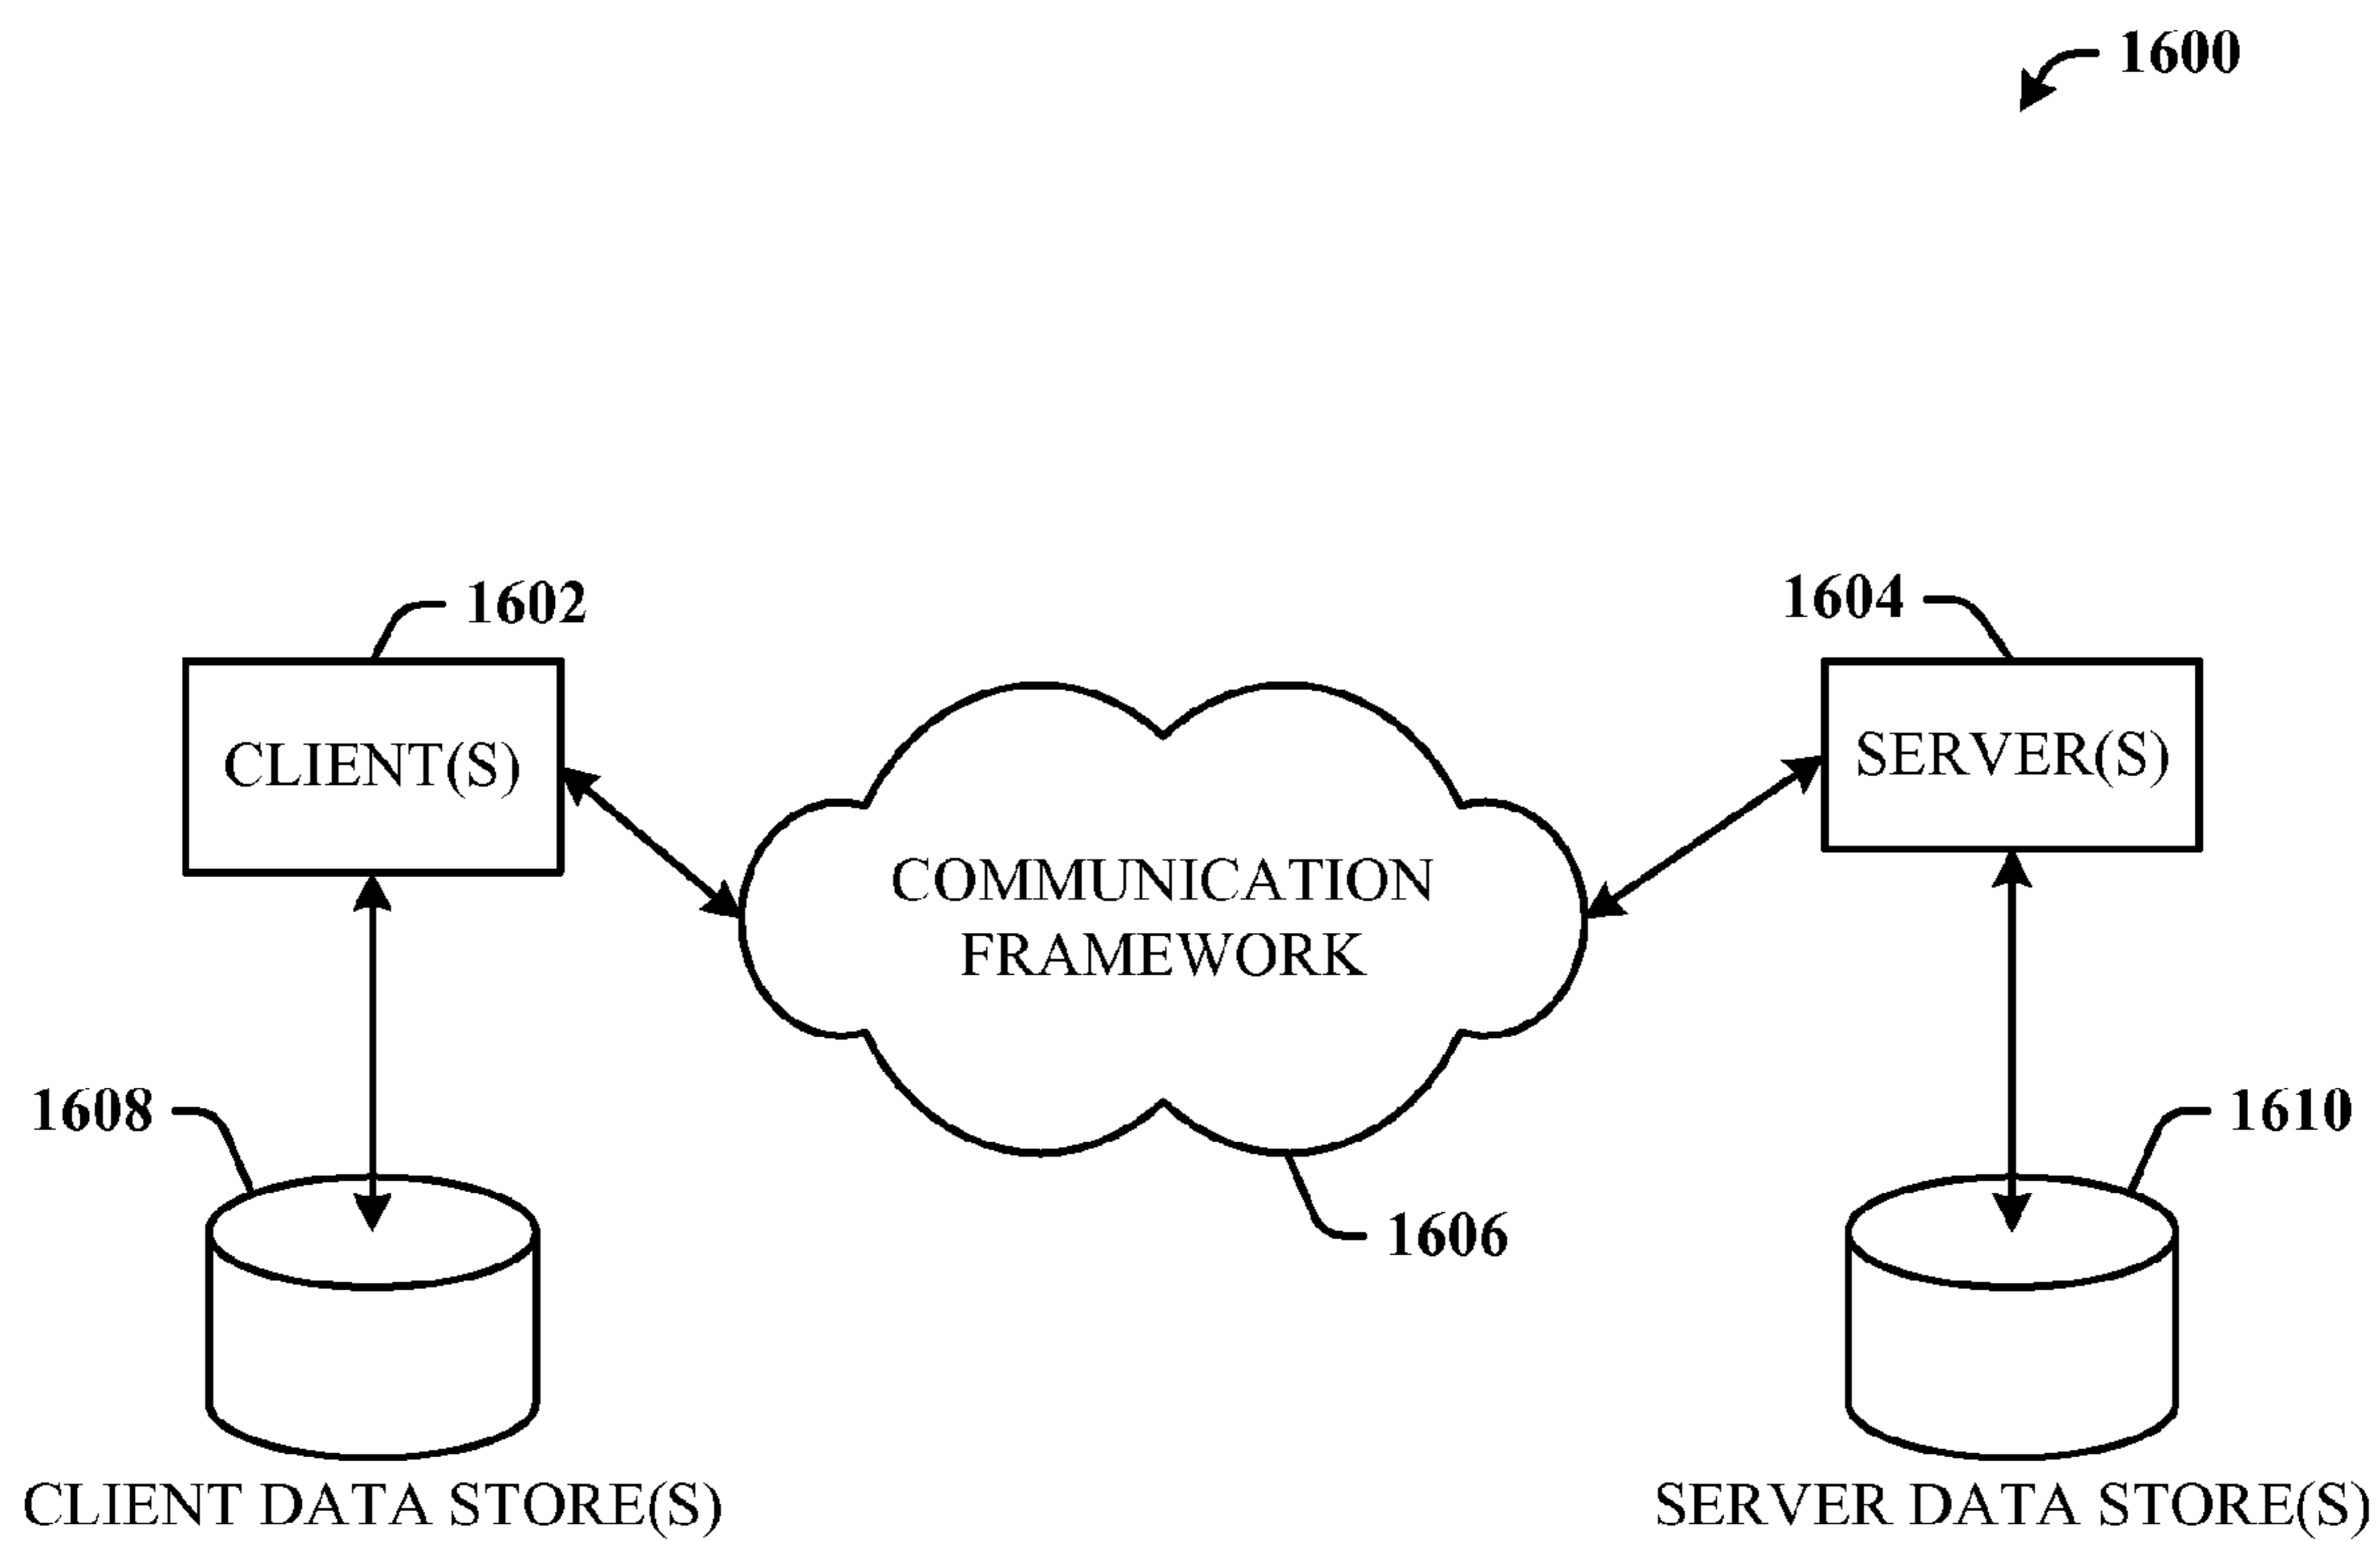 1600
1602
1604
CLIENT(S)
SERVER(S)
COMMUNICATION
FRAMEWORK
1608
1610
1606
CLIENT DATA STORE(S)
SERVER DATA STORE(S)